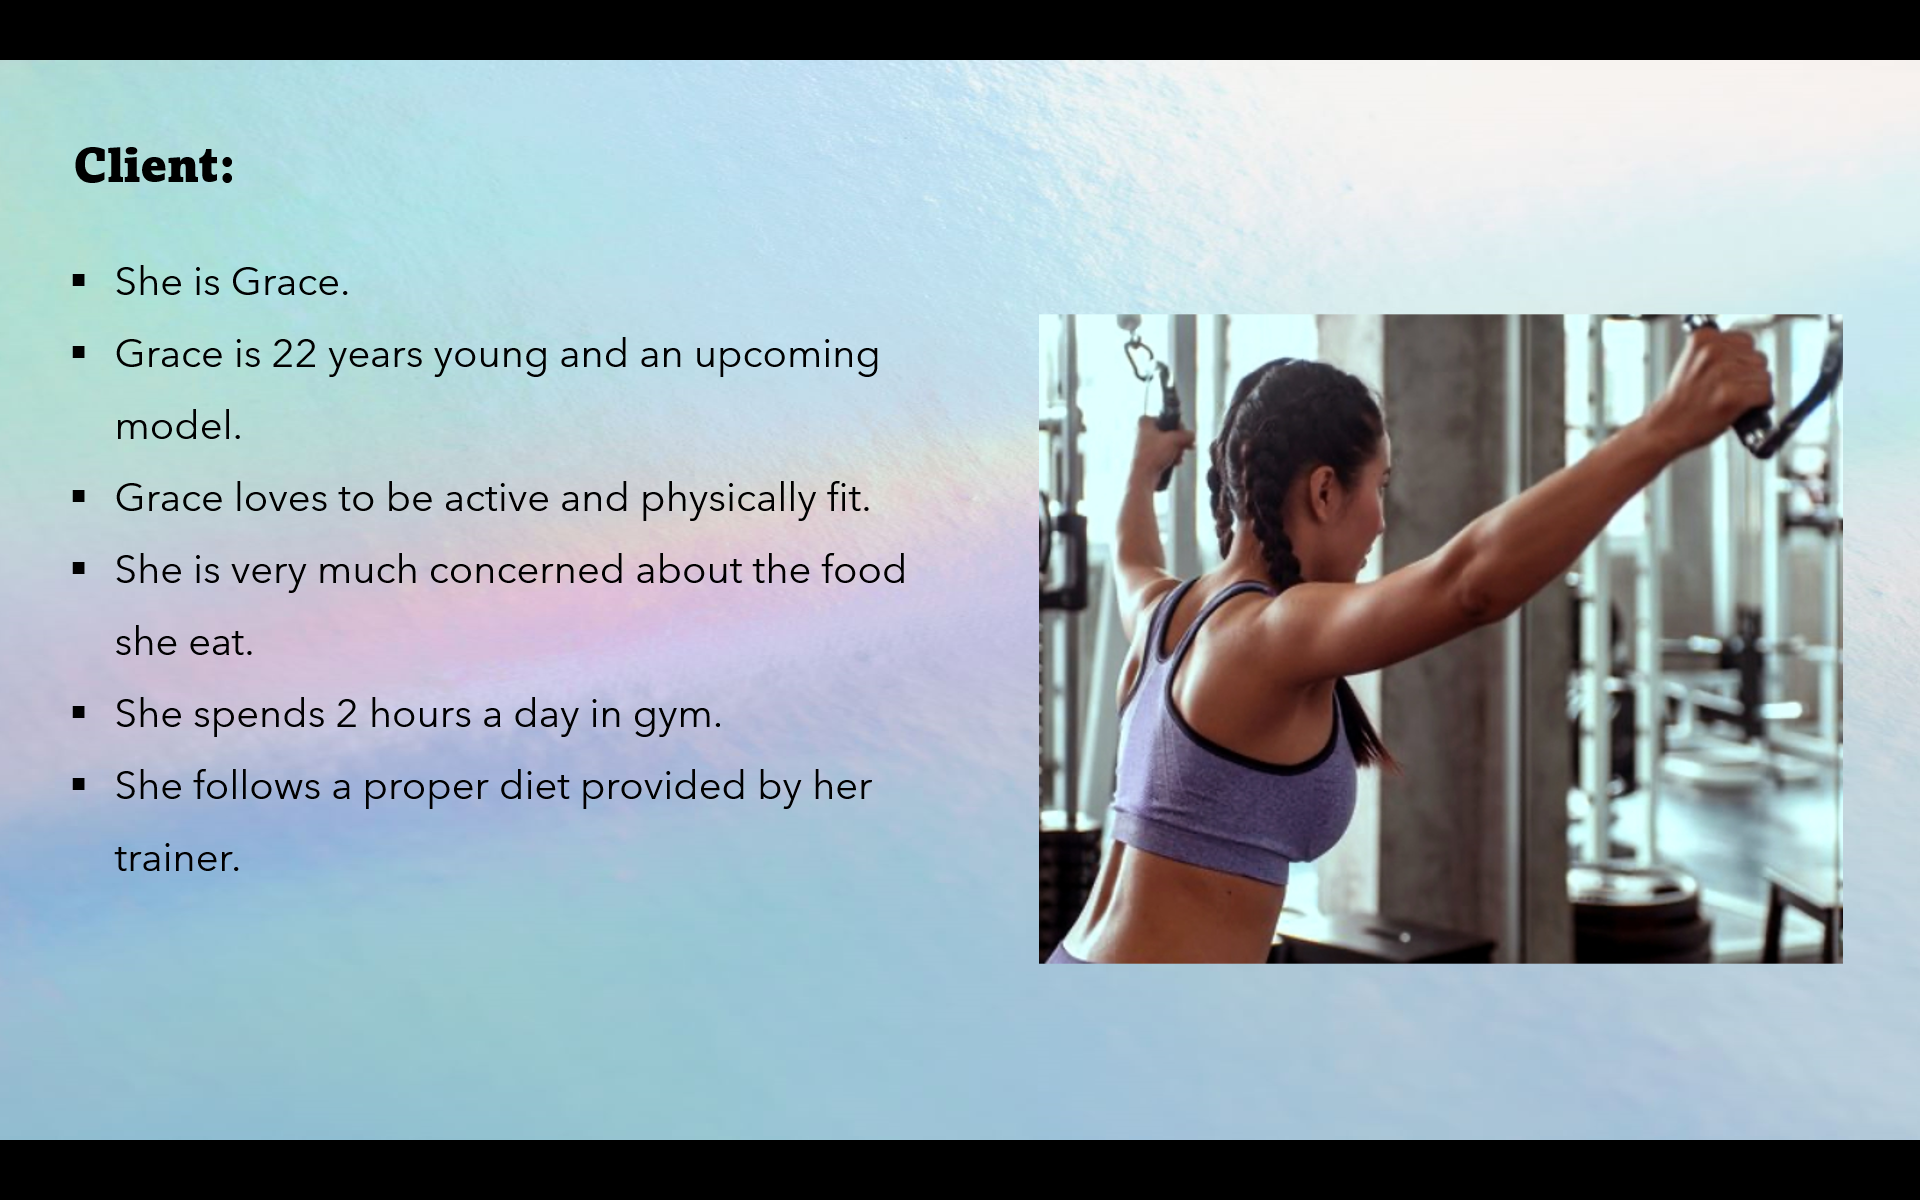 Client:
▪ She is Grace.
▪ Grace is 22 years young and an upcoming
model.
▪ Grace loves to be active and physically fit.
▪ She is very much concerned about the food
she eat.
▪ She spends 2 hours a day in gym.
▪ She follows a proper diet provided by her
trainer.